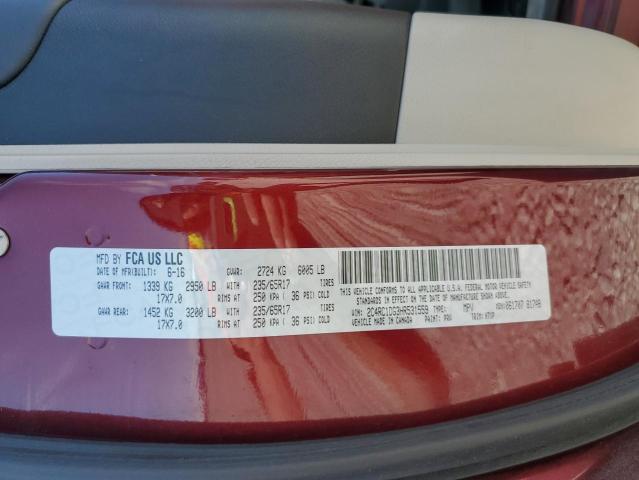 MFD BY FCA US LLC
DATE OF MFR(BUILT): 6-16 GVWR: 2724 KG 6005 LB
GAWR FRONT: 1339 KG 2950 LB WITH 235/65R17 TIRES
17X7.0 RIMS AT 250 KPA ( 36 PSI) COLD
GAWR REAR: 1452 KG 3200 LB WITH 235/65R17 TIRES
17X7.0 RIMS AT 250 KPA ( 36 PSI) COLD
THIS VEHICLE CONFORMS TO ALL APPLICABLE U.S.A. FEDERAL MOTOR VEHICLE SAFETY
STANDARDS IN EFFECT ON THE DATE OF MANUFACTURE SHOWN ABOVE.
VIN: TYPE: MPV
VEHICLE MADE IN CANADA PAINT: PRV TRIM: